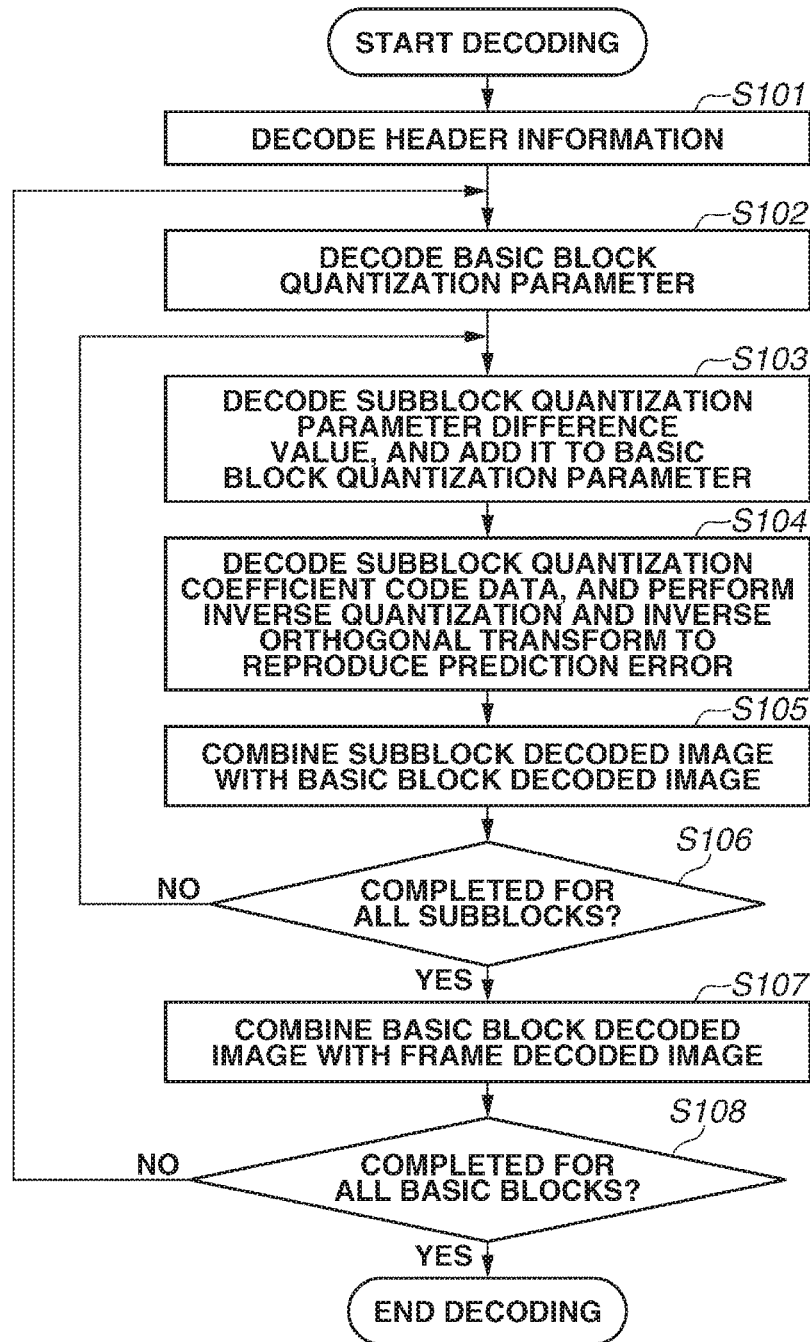 START DECODING
S101
DECODE HEADER INFORMATION
S102
DECODE BASIC BLOCK
QUANTIZATION PARAMETER
S103
DECODE SUBBLOCK QUANTIZATION
PARAMETER DIFFERENCE
VALUE, AND ADD IT TO BASIC
BLOCK QUANTIZATION PARAMETER
S104
DECODE SUBBLOCK QUANTIZATION
COEFFICIENT CODE DATA, AND PERFORM
INVERSE QUANTIZATION AND INVERSE
ORTHOGONAL TRANSFORM TO
REPRODUCE PREDICTION ERROR
S105
COMBINE SUBBLOCK DECODED IMAGE
WITH BASIC BLOCK DECODED IMAGE
S106
NO
COMPLETED FOR
ALL SUBBLOCKS?
YES
S107
COMBINE BASIC BLOCK DECODED
IMAGE WITH FRAME DECODED IMAGE
S108
NO
COMPLETED FOR
ALL BASIC BLOCKS?
YES
END DECODING